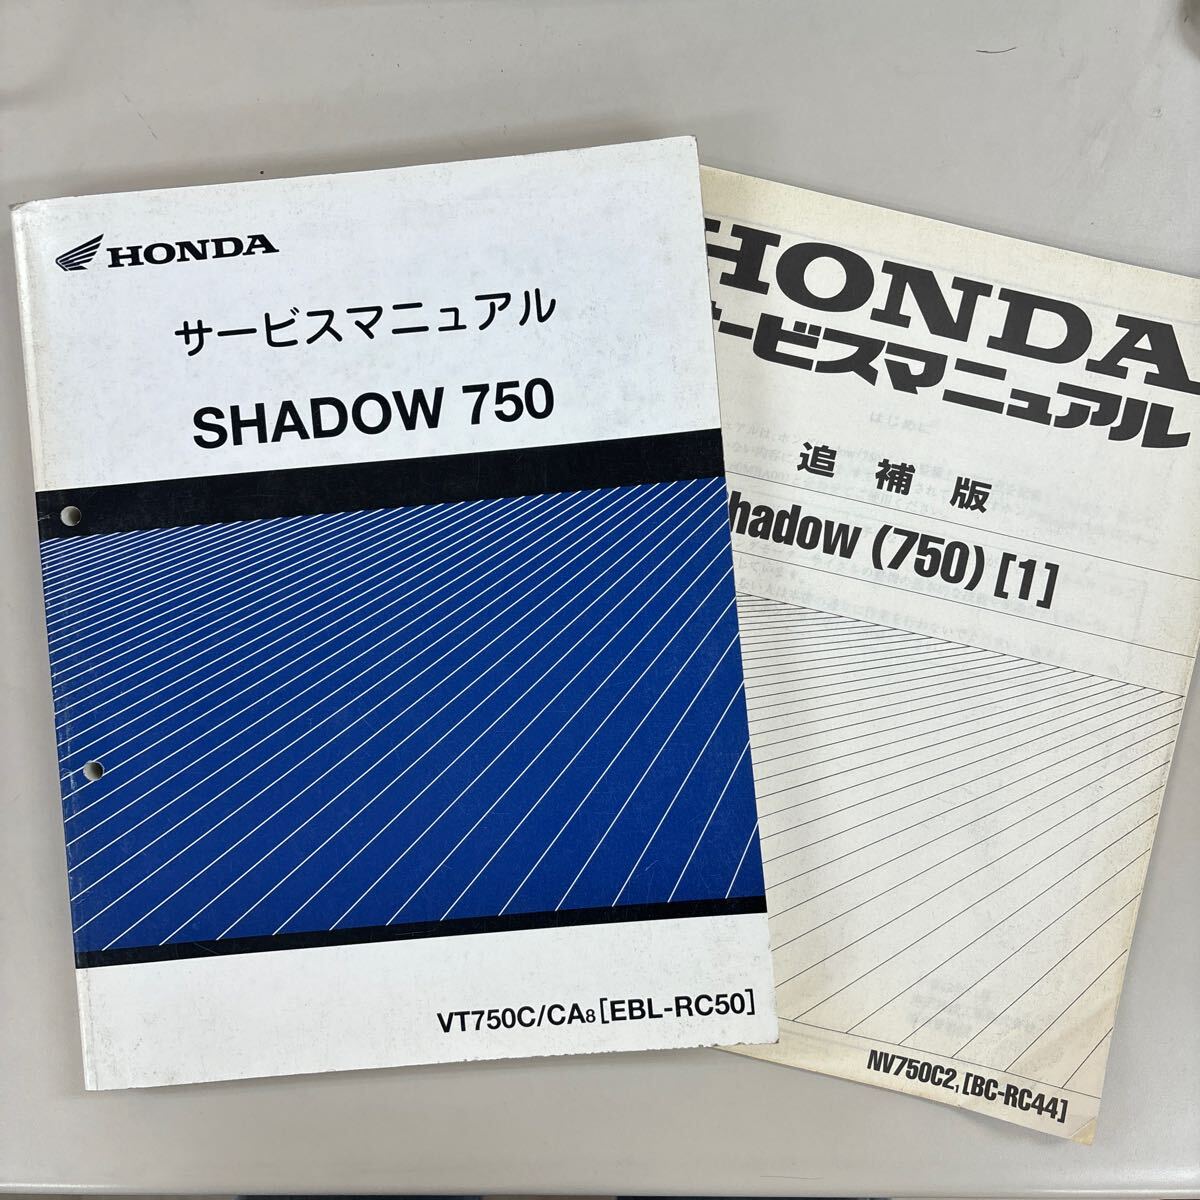 HONDA
サービスマニュアル
SHADOW 750
VT750C/CA8 [EBL-RC50]
HONDA
サービスマニュアル
追補版
hadow (750) [1]
NV750C2, [BC-RC44]
はじめに